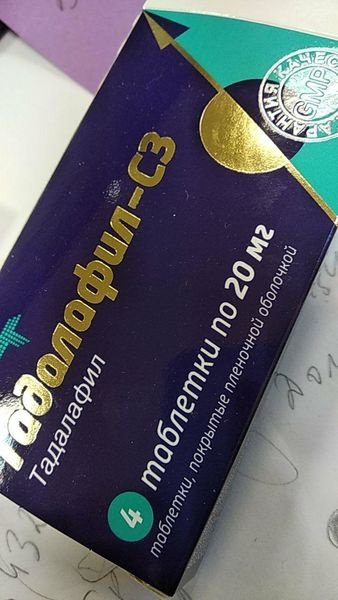 Тадалафил-СЗ
Тадалафил
4 таблетки по 20 мг
таблетки, покрытые пленочной оболочкой
GMP